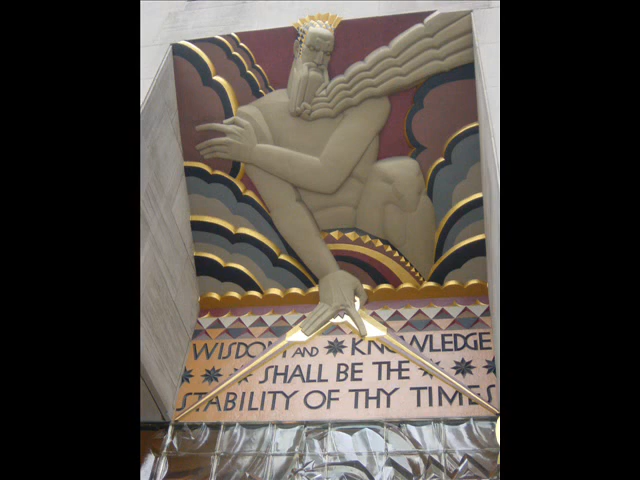 WISDOM AND KNOWLEDGE
SHALL BE THE
STABILITY OF THY TIMES